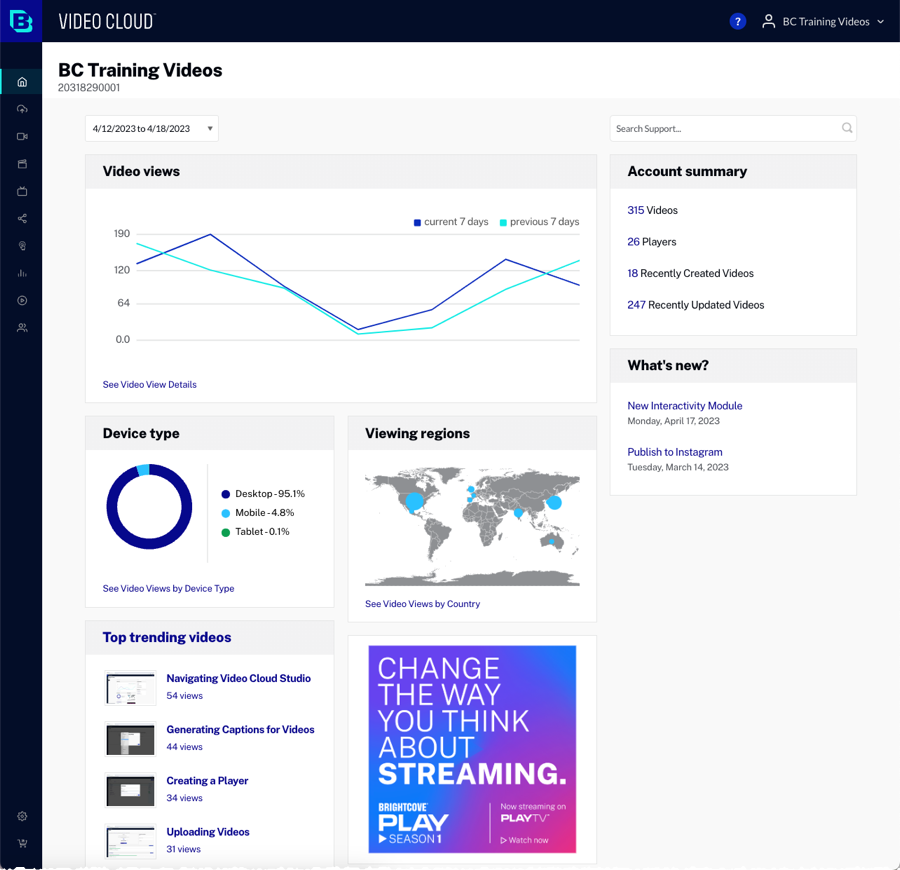 VIDEO CLOUD
?
BC Training Videos
BC Training Videos
20318290001
4/12/2023 to 4/18/2023
Search Support...
Video views
current 7 days
previous 7 days
190
120
64
0.0
See Video View Details
Account summary
315 Videos
26 Players
18 Recently Created Videos
247 Recently Updated Videos
What's new?
New Interactivity Module
Monday, April 17, 2023
Publish to Instagram
Tuesday, March 14, 2023
Device type
Desktop - 95.1%
Mobile - 4.8%
Tablet - 0.1%
See Video Views by Device Type
Viewing regions
See Video Views by Country
Top trending videos
Navigating Video Cloud Studio
54 views
Generating Captions for Videos
44 views
Creating a Player
34 views
Uploading Videos
31 views
CHANGE
THE WAY
YOU THINK
ABOUT
STREAMING.
BRIGHTCOVE
PLAY
SEASON 1
Now streaming on
PLAYTV
Watch now